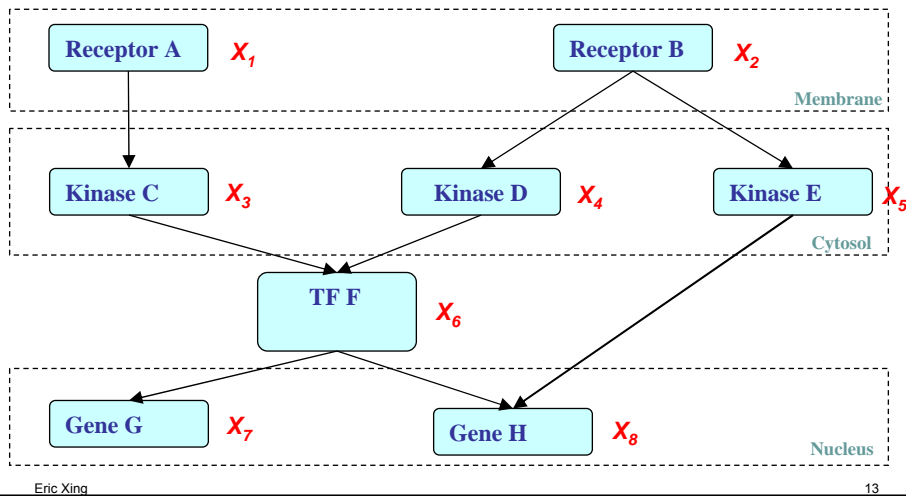 Receptor A X1 Receptor B X2
Membrane
Kinase C X3 Kinase D X4 Kinase E X5
Cytosol
TF F X6
Gene G X7 Gene H X8
Nucleus
Eric Xing 13